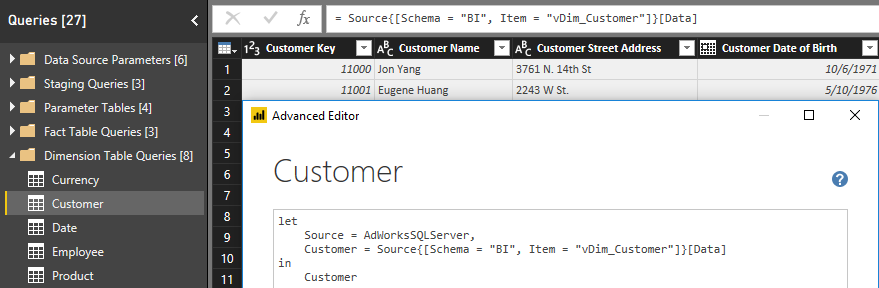 Queries [27]
Data Source Parameters [6]
Staging Queries [3]
Parameter Tables [4]
Fact Table Queries [3]
Dimension Table Queries [8]
Currency
Customer
Date
Employee
Product
= Source{[Schema = "BI", Item = "vDim_Customer"]}[Data]
1²3 Customer Key ABC Customer Name ABC Customer Street Address Customer Date of Birth
1 11000 Jon Yang 3761 N. 14th St 10/6/1971
2 11001 Eugene Huang 2243 W St. 5/10/1976
3
4
5
6
7
8
9
10
11
Advanced Editor
Customer
?
let
Source = AdWorksSQLServer,
Customer = Source{[Schema = "BI", Item = "vDim_Customer"]}[Data]
in
Customer